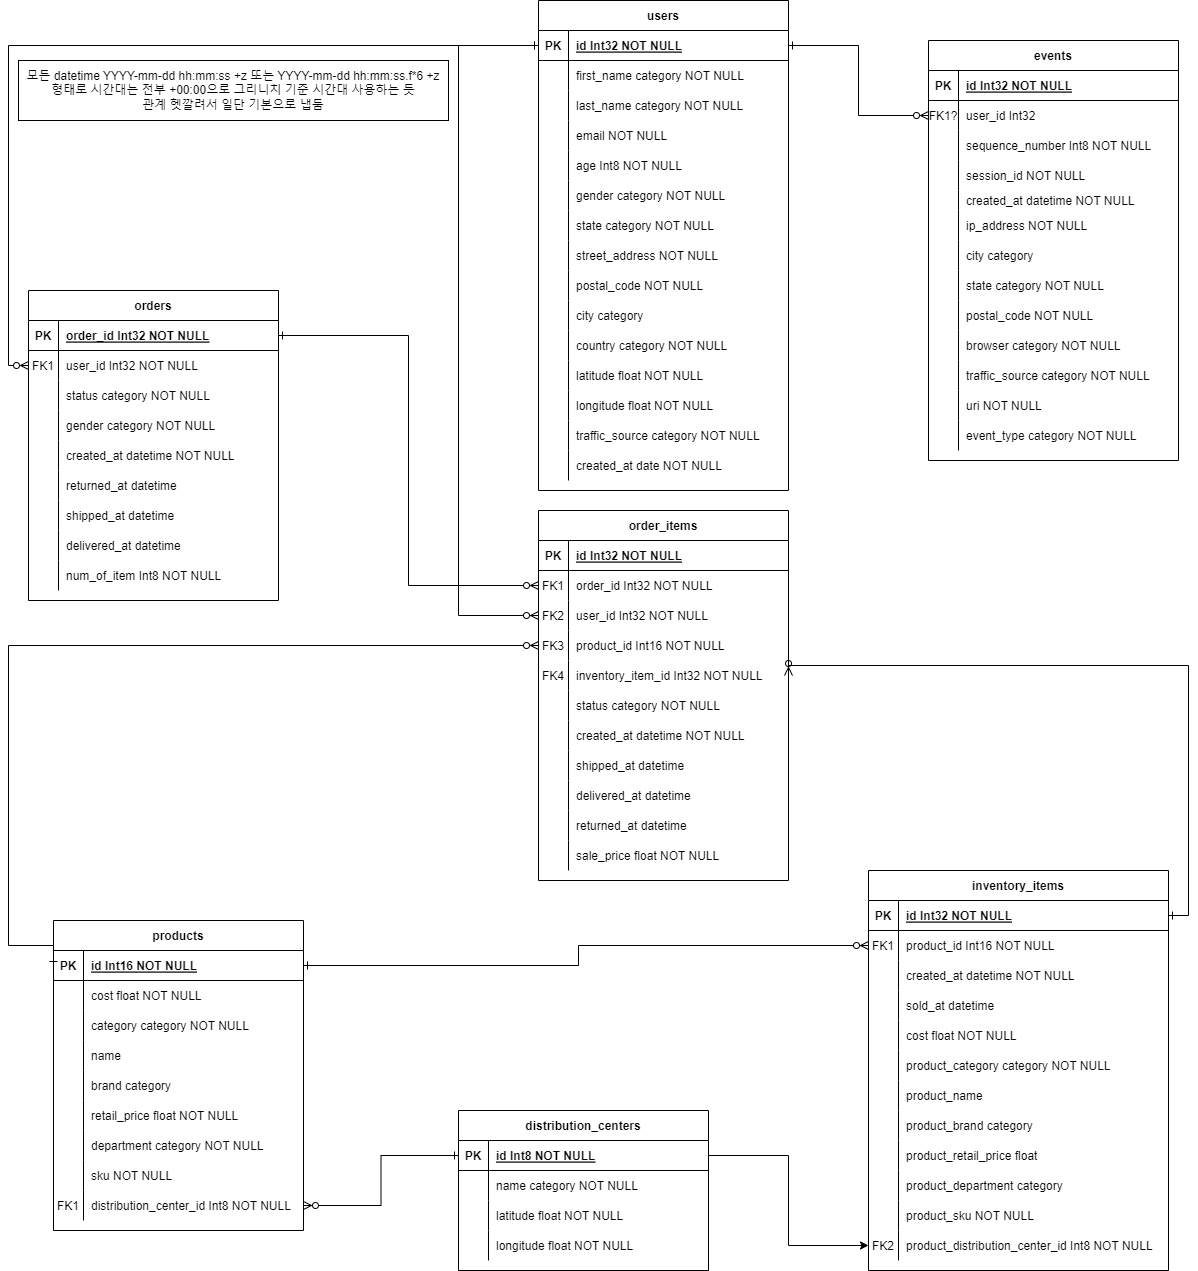 users
PK id Int32 NOT NULL
first_name category NOT NULL
last_name category NOT NULL
email NOT NULL
age Int8 NOT NULL
gender category NOT NULL
state category NOT NULL
street_address NOT NULL
postal_code NOT NULL
city category
country category NOT NULL
latitude float NOT NULL
longitude float NOT NULL
traffic_source category NOT NULL
created_at date NOT NULL
events
PK id Int32 NOT NULL
FK1? user_id Int32
sequence_number Int8 NOT NULL
session_id NOT NULL
created_at datetime NOT NULL
ip_address NOT NULL
city category
state category NOT NULL
postal_code NOT NULL
browser category NOT NULL
traffic_source category NOT NULL
uri NOT NULL
event_type category NOT NULL
모든 datetime YYYY-mm-dd hh:mm:ss +z 또는 YYYY-mm-dd hh:mm:ss.f*6 +z
형태로 시간대는 전부 +00:00으로 그리니지 기준 시간대 사용하는 듯
관계 헷깔려서 일단 기본으로 냅둠
orders
PK order_id Int32 NOT NULL
FK1 user_id Int32 NOT NULL
status category NOT NULL
gender category NOT NULL
created_at datetime NOT NULL
returned_at datetime
shipped_at datetime
delivered_at datetime
num_of_item Int8 NOT NULL
order_items
PK id Int32 NOT NULL
FK1 order_id Int32 NOT NULL
FK2 user_id Int32 NOT NULL
FK3 product_id Int16 NOT NULL
FK4 inventory_item_id Int32 NOT NULL
status category NOT NULL
created_at datetime NOT NULL
shipped_at datetime
delivered_at datetime
returned_at datetime
sale_price float NOT NULL
inventory_items
PK id Int32 NOT NULL
FK1 product_id Int16 NOT NULL
created_at datetime NOT NULL
sold_at datetime
cost float NOT NULL
product_category category NOT NULL
product_name
product_brand category
product_retail_price float
product_department category
product_sku NOT NULL
FK2 product_distribution_center_id Int8 NOT NULL
products
PK id Int16 NOT NULL
cost float NOT NULL
category category NOT NULL
name
brand category
retail_price float NOT NULL
department category NOT NULL
sku NOT NULL
FK1 distribution_center_id Int8 NOT NULL
distribution_centers
PK id Int8 NOT NULL
name category NOT NULL
latitude float NOT NULL
longitude float NOT NULL